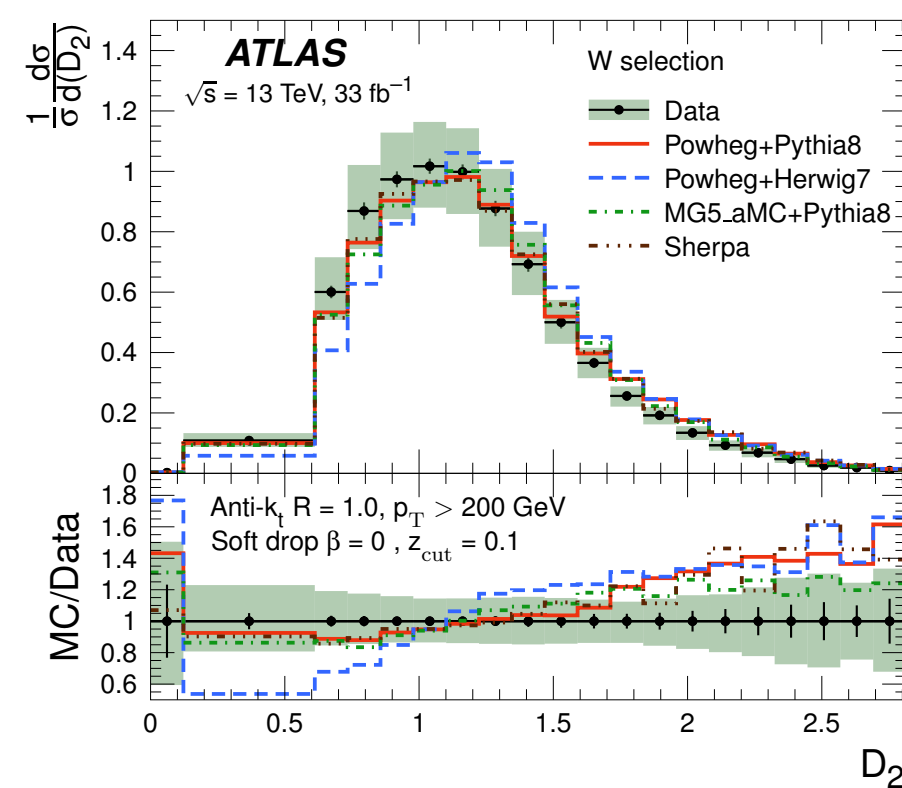 1/σ dσ/d(D₂)
ATLAS
√s = 13 TeV, 33 fb⁻¹
W selection
Data
Powheg+Pythia8
Powheg+Herwig7
MG5_aMC+Pythia8
Sherpa
1.4
1.2
1
0.8
0.6
0.4
0.2
0
MC/Data
Anti-kₜ R = 1.0, p_T > 200 GeV
Soft drop β = 0 , z_cut = 0.1
1.8
1.6
1.4
1.2
1
0.8
0.6
0 0.5 1 1.5 2 2.5
D₂